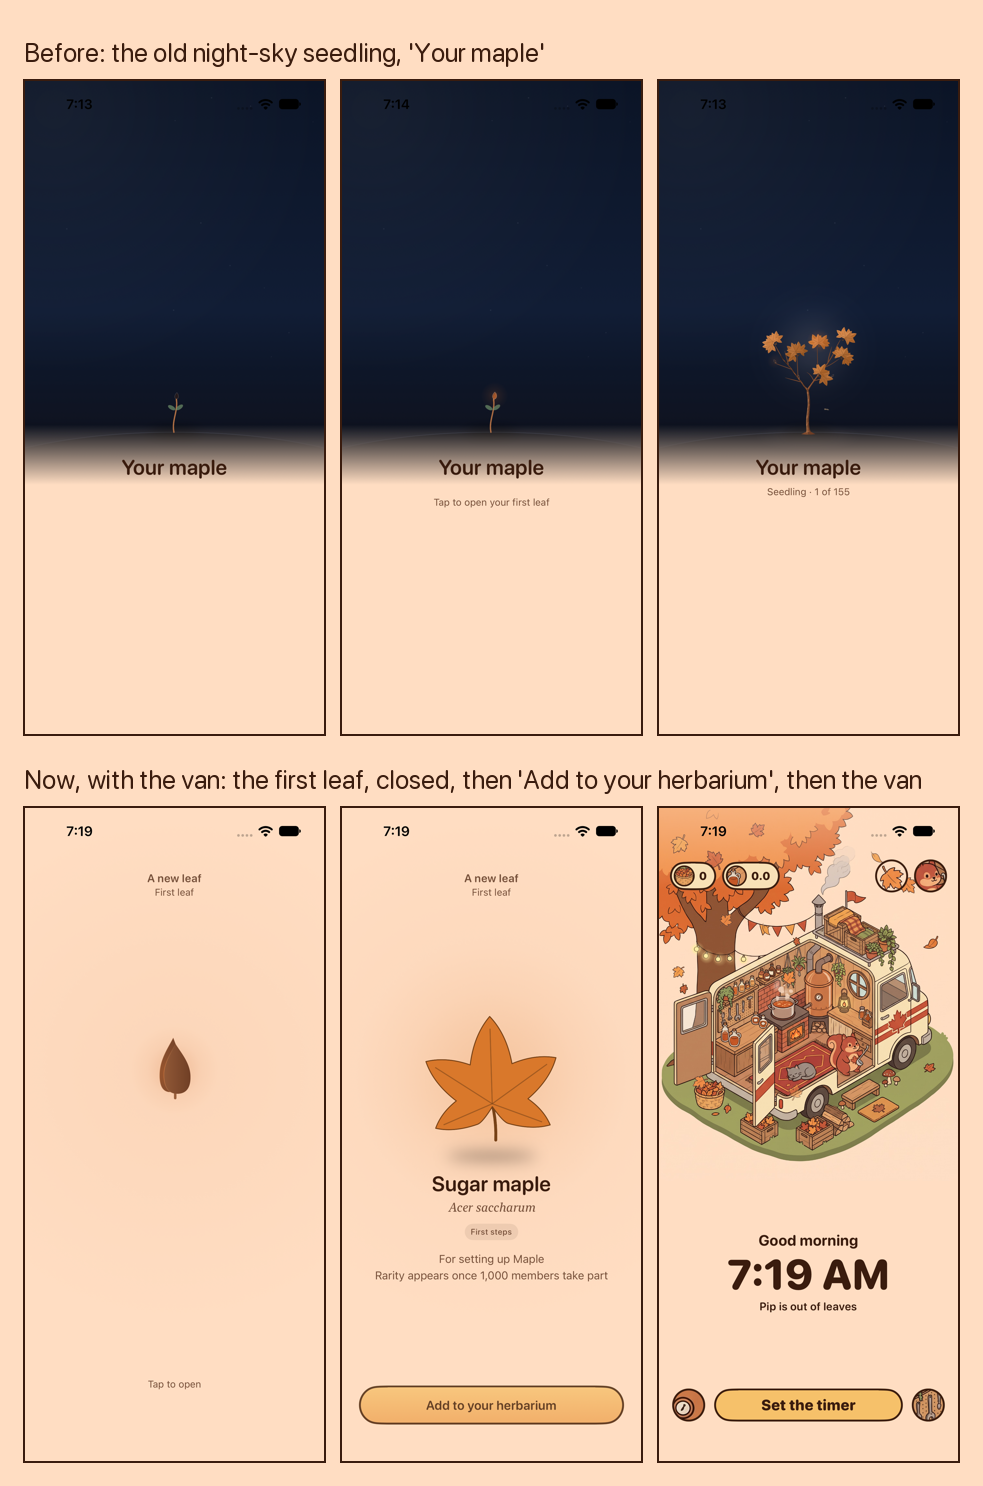 Before: the old night-sky seedling, 'Your maple'
7:13
7:14
7:13
Your maple
Your maple
Tap to open your first leaf
Your maple
Seedling · 1 of 155
Now, with the van: the first leaf, closed, then 'Add to your herbarium', then the van
7:19
A new leaf
First leaf
Tap to open
7:19
A new leaf
First leaf
Sugar maple
Acer saccharum
First steps
For setting up Maple
Rarity appears once 1,000 members take part
Add to your herbarium
7:19
0
0.0
Good morning
7:19 AM
Pip is out of leaves
Set the timer